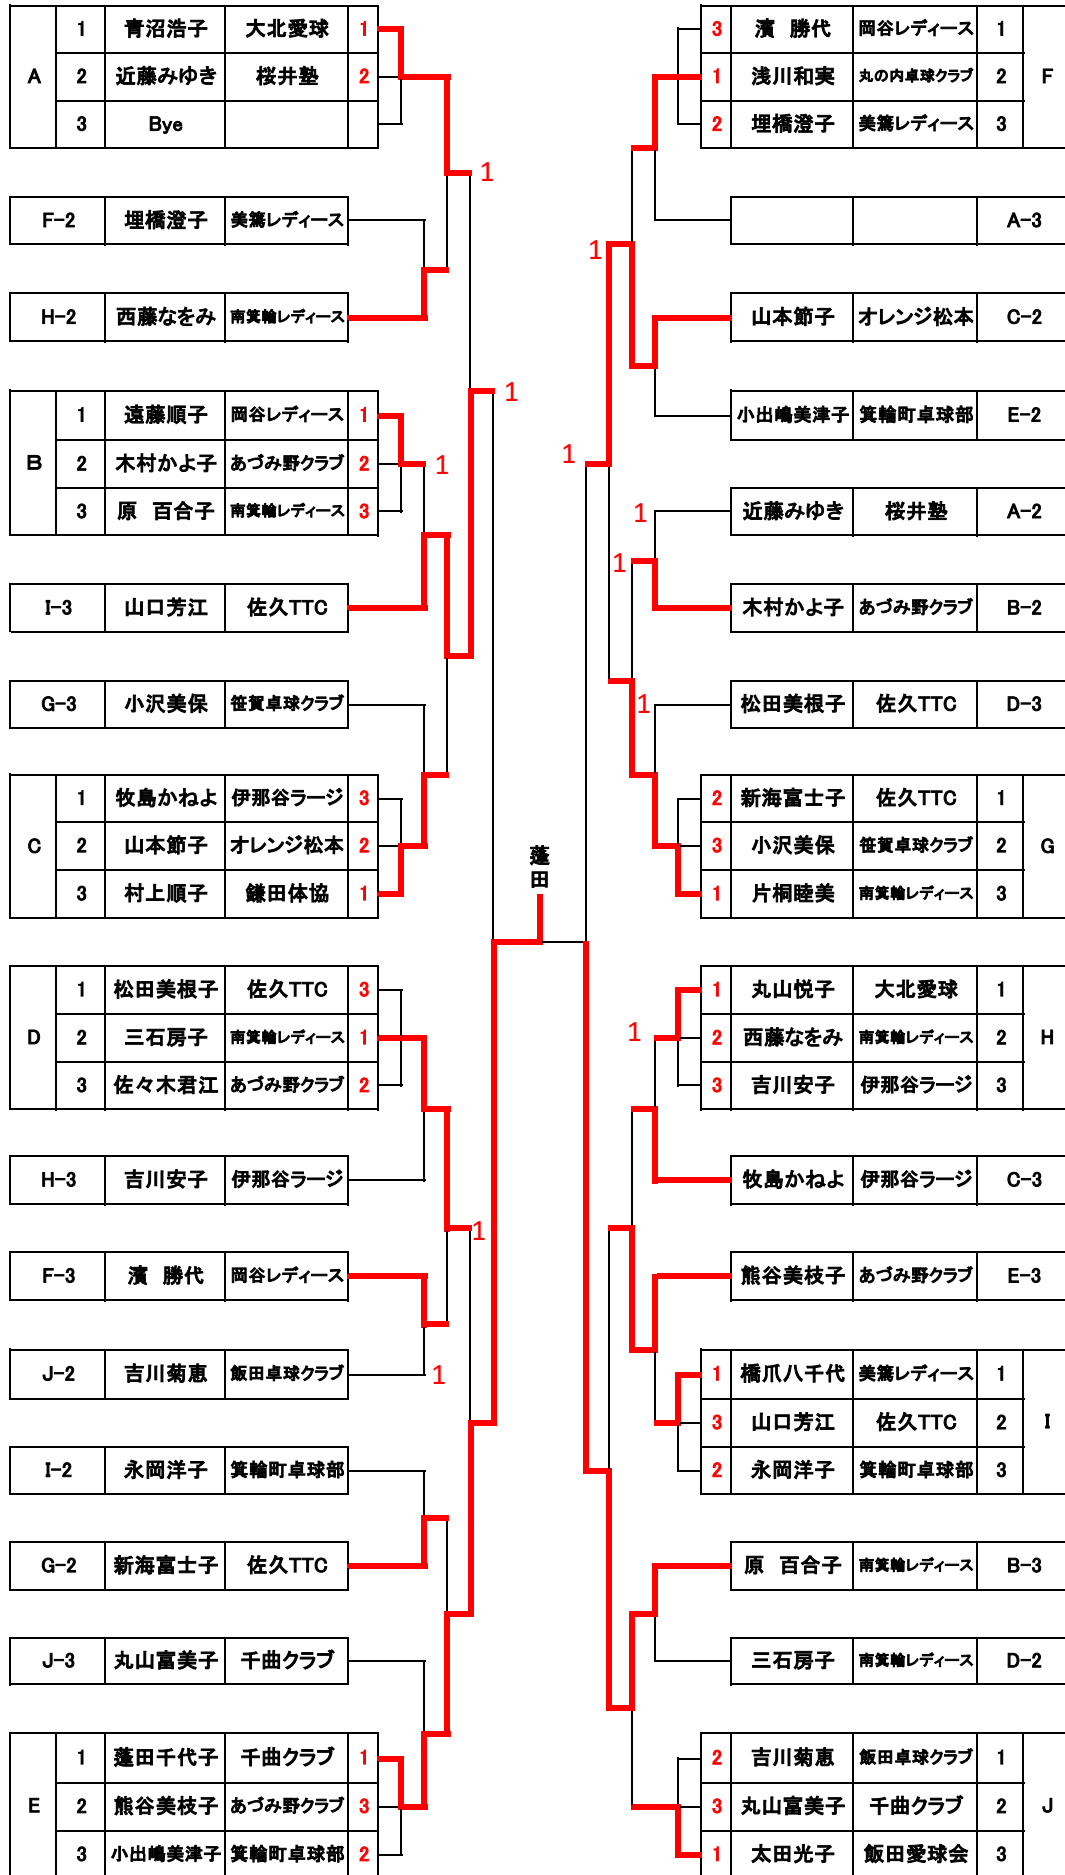 A
1 青沼浩子 大北愛球 1
2 近藤みゆき 桜井塾 2
3 Bye
1
F-2 埋橋澄子 美篶レディース
H-2 西藤なをみ 南箕輪レディース
1
B
1 遠藤順子 岡谷レディース 1
2 木村かよ子 あづみ野クラブ 2
3 原 百合子 南箕輪レディース 3
1
I-3 山口芳江 佐久TTC
G-3 小沢美保 笹賀卓球クラブ
C
1 牧島かねよ 伊那谷ラージ 3
2 山本節子 オレンジ松本 2
3 村上順子 鎌田体協 1
D
1 松田美根子 佐久TTC 3
2 三石房子 南箕輪レディース 1
3 佐々木君江 あづみ野クラブ 2
H-3 吉川安子 伊那谷ラージ
1
F-3 濱 勝代 岡谷レディース
J-2 吉川菊恵 飯田卓球クラブ
1
I-2 永岡洋子 箕輪町卓球部
G-2 新海富士子 佐久TTC
J-3 丸山富美子 千曲クラブ
E
1 蓬田千代子 千曲クラブ 1
2 熊谷美枝子 あづみ野クラブ 3
3 小出嶋美津子 箕輪町卓球部 2
蓬田
3 濱 勝代 岡谷レディース 1
1 浅川和実 丸の内卓球クラブ 2
2 埋橋澄子 美篶レディース 3
F
A-3
1
山本節子 オレンジ松本 C-2
小出嶋美津子 箕輪町卓球部 E-2
1
近藤みゆき 桜井塾 A-2
1
1
木村かよ子 あづみ野クラブ B-2
松田美根子 佐久TTC D-3
1
2 新海富士子 佐久TTC 1
3 小沢美保 笹賀卓球クラブ 2
1 片桐睦美 南箕輪レディース 3
G
1 丸山悦子 大北愛球 1
2 西藤なをみ 南箕輪レディース 2
3 吉川安子 伊那谷ラージ 3
H
1
牧島かねよ 伊那谷ラージ C-3
熊谷美枝子 あづみ野クラブ E-3
1 橋爪八千代 美篶レディース 1
3 山口芳江 佐久TTC 2
2 永岡洋子 箕輪町卓球部 3
I
原 百合子 南箕輪レディース B-3
三石房子 南箕輪レディース D-2
2 吉川菊恵 飯田卓球クラブ 1
3 丸山富美子 千曲クラブ 2
1 太田光子 飯田愛球会 3
J